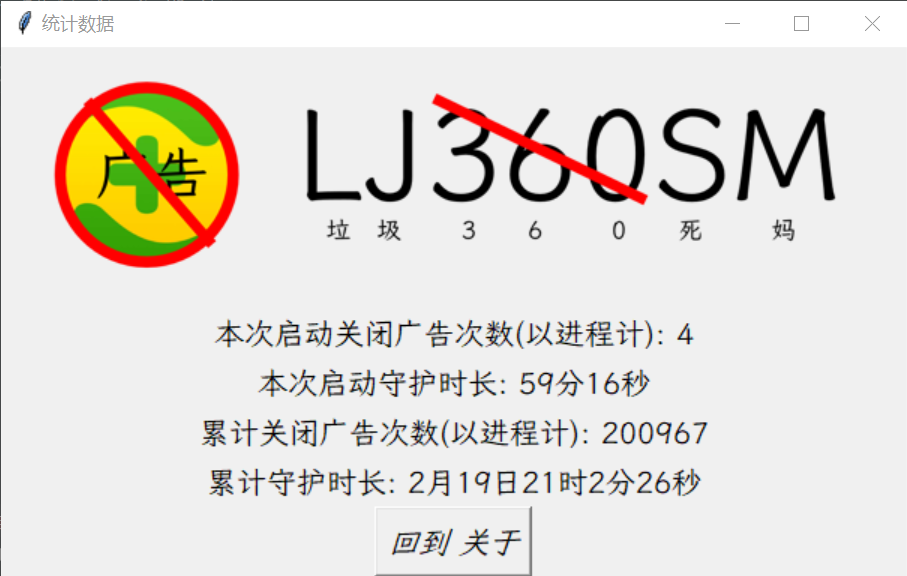 统计数据
广告
LJ360SM
垃 圾 3 6 0 死 妈
本次启动关闭广告次数(以进程计): 4
本次启动守护时长: 59分16秒
累计关闭广告次数(以进程计): 200967
累计守护时长: 2月19日21时2分26秒
回到 关于